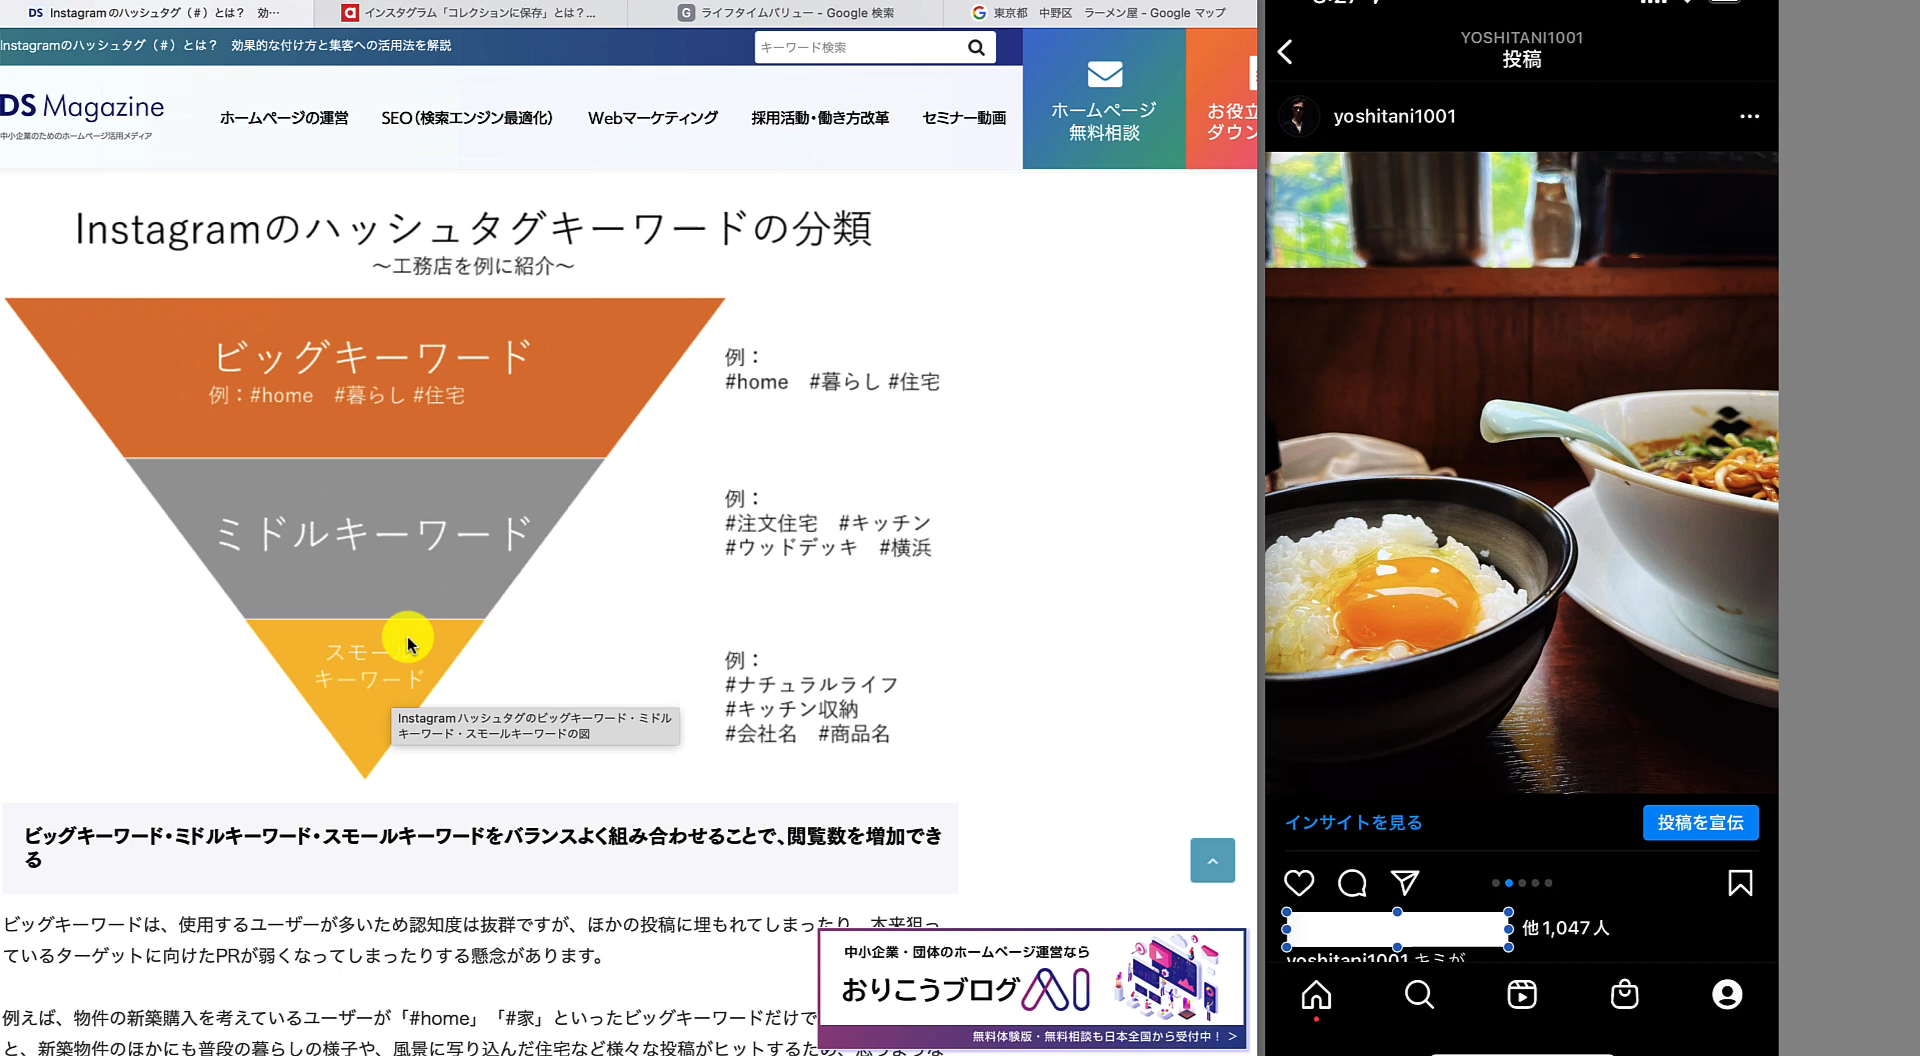 DS Instagramのハッシュタグ(#)とは? 効…
a インスタグラム「コレクションに保存」とは?...
G ライフタイムバリュー - Google 検索
G 東京都 中野区 ラーメン屋 - Google マップ
Instagramのハッシュタグ(#)とは? 効果的な付け方と集客への活用法を解説
キーワード検索
DS Magazine
中小企業のためのホームページ活用メディア
ホームページの運営
SEO(検索エンジン最適化)
Webマーケティング
採用活動・働き方改革
セミナー動画
ホームページ
無料相談
お役立
ダウン
Instagramのハッシュタグキーワードの分類
〜工務店を例に紹介〜
ビッグキーワード
例:#home #暮らし #住宅
例:
#home #暮らし #住宅
ミドルキーワード
例:
#注文住宅 #キッチン
#ウッドデッキ #横浜
スモー
キーワード
例:
#ナチュラルライフ
#キッチン収納
#会社名 #商品名
Instagramハッシュタグのビッグキーワード・ミドル
キーワード・スモールキーワードの図
ビッグキーワード・ミドルキーワード・スモールキーワードをバランスよく組み合わせることで、閲覧数を増加でき
る
ビッグキーワードは、使用するユーザーが多いため認知度は抜群ですが、ほかの投稿に埋もれてしまったり、本来狙っ
ているターゲットに向けたPRが弱くなってしまったりする懸念があります。
例えば、物件の新築購入を考えているユーザーが「#home」「#家」といったビッグキーワードだけで
と、新築物件のほかにも普段の暮らしの様子や、風景に写り込んだ住宅など様々な投稿がヒットするため、
中小企業・団体のホームページ運営なら
おりこうブログAI
無料体験版・無料相談も日本全国から受付中! >
YOSHITANI1001
投稿
yoshitani1001
インサイトを見る
投稿を宣伝
他1,047人
yoshitani1001 キミが